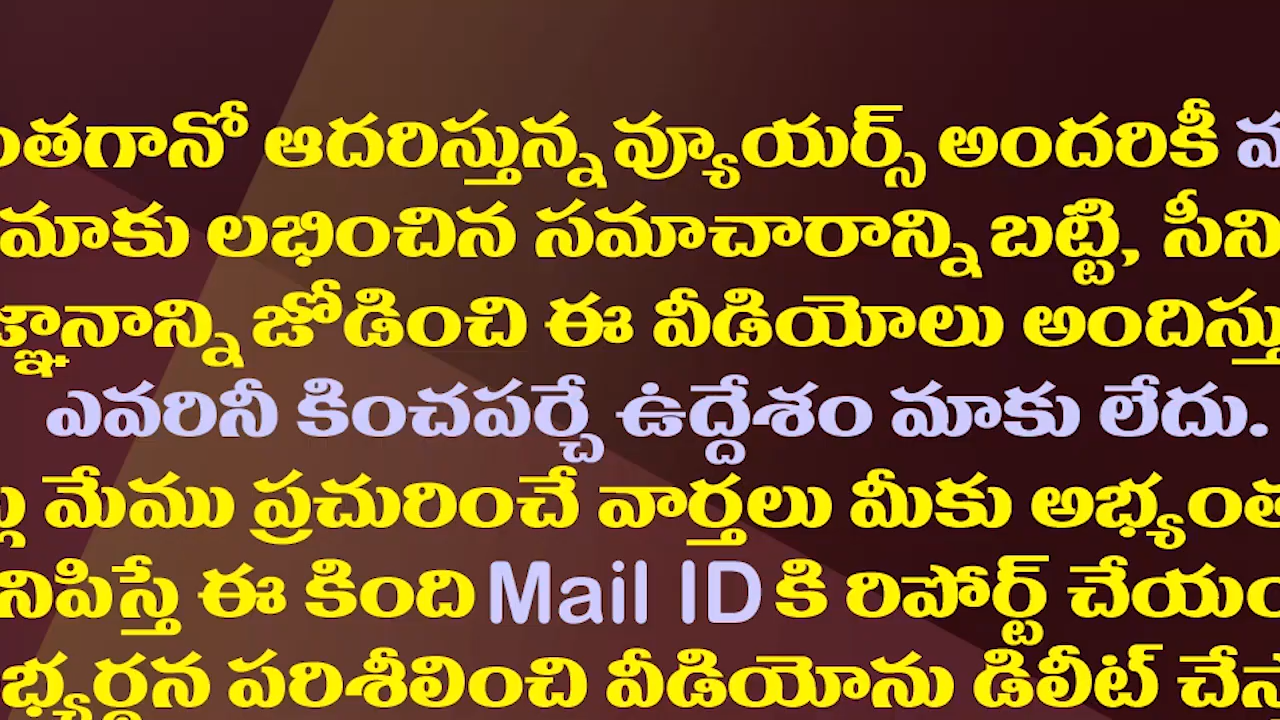 ంతగానో ఆదరిస్తున్న వ్యూయర్స్ అందరికీ
మాకు లభించిన సమాచారాన్ని బట్టి, సీని
జ్ఞానాన్ని జోడించి ఈ వీడియోలు అందిస్తు
ఎవరినీ కించపర్చే ఉద్దేశం మాకు లేదు.
మేము ప్రచురించే వార్తలు మీకు అభ్యంత
నిపిస్తే ఈ కింది Mail ID కి రిపోర్ట్ చేయం
భ్యర్థన పరిశీలించి వీడియోను డిలీట్ చేస